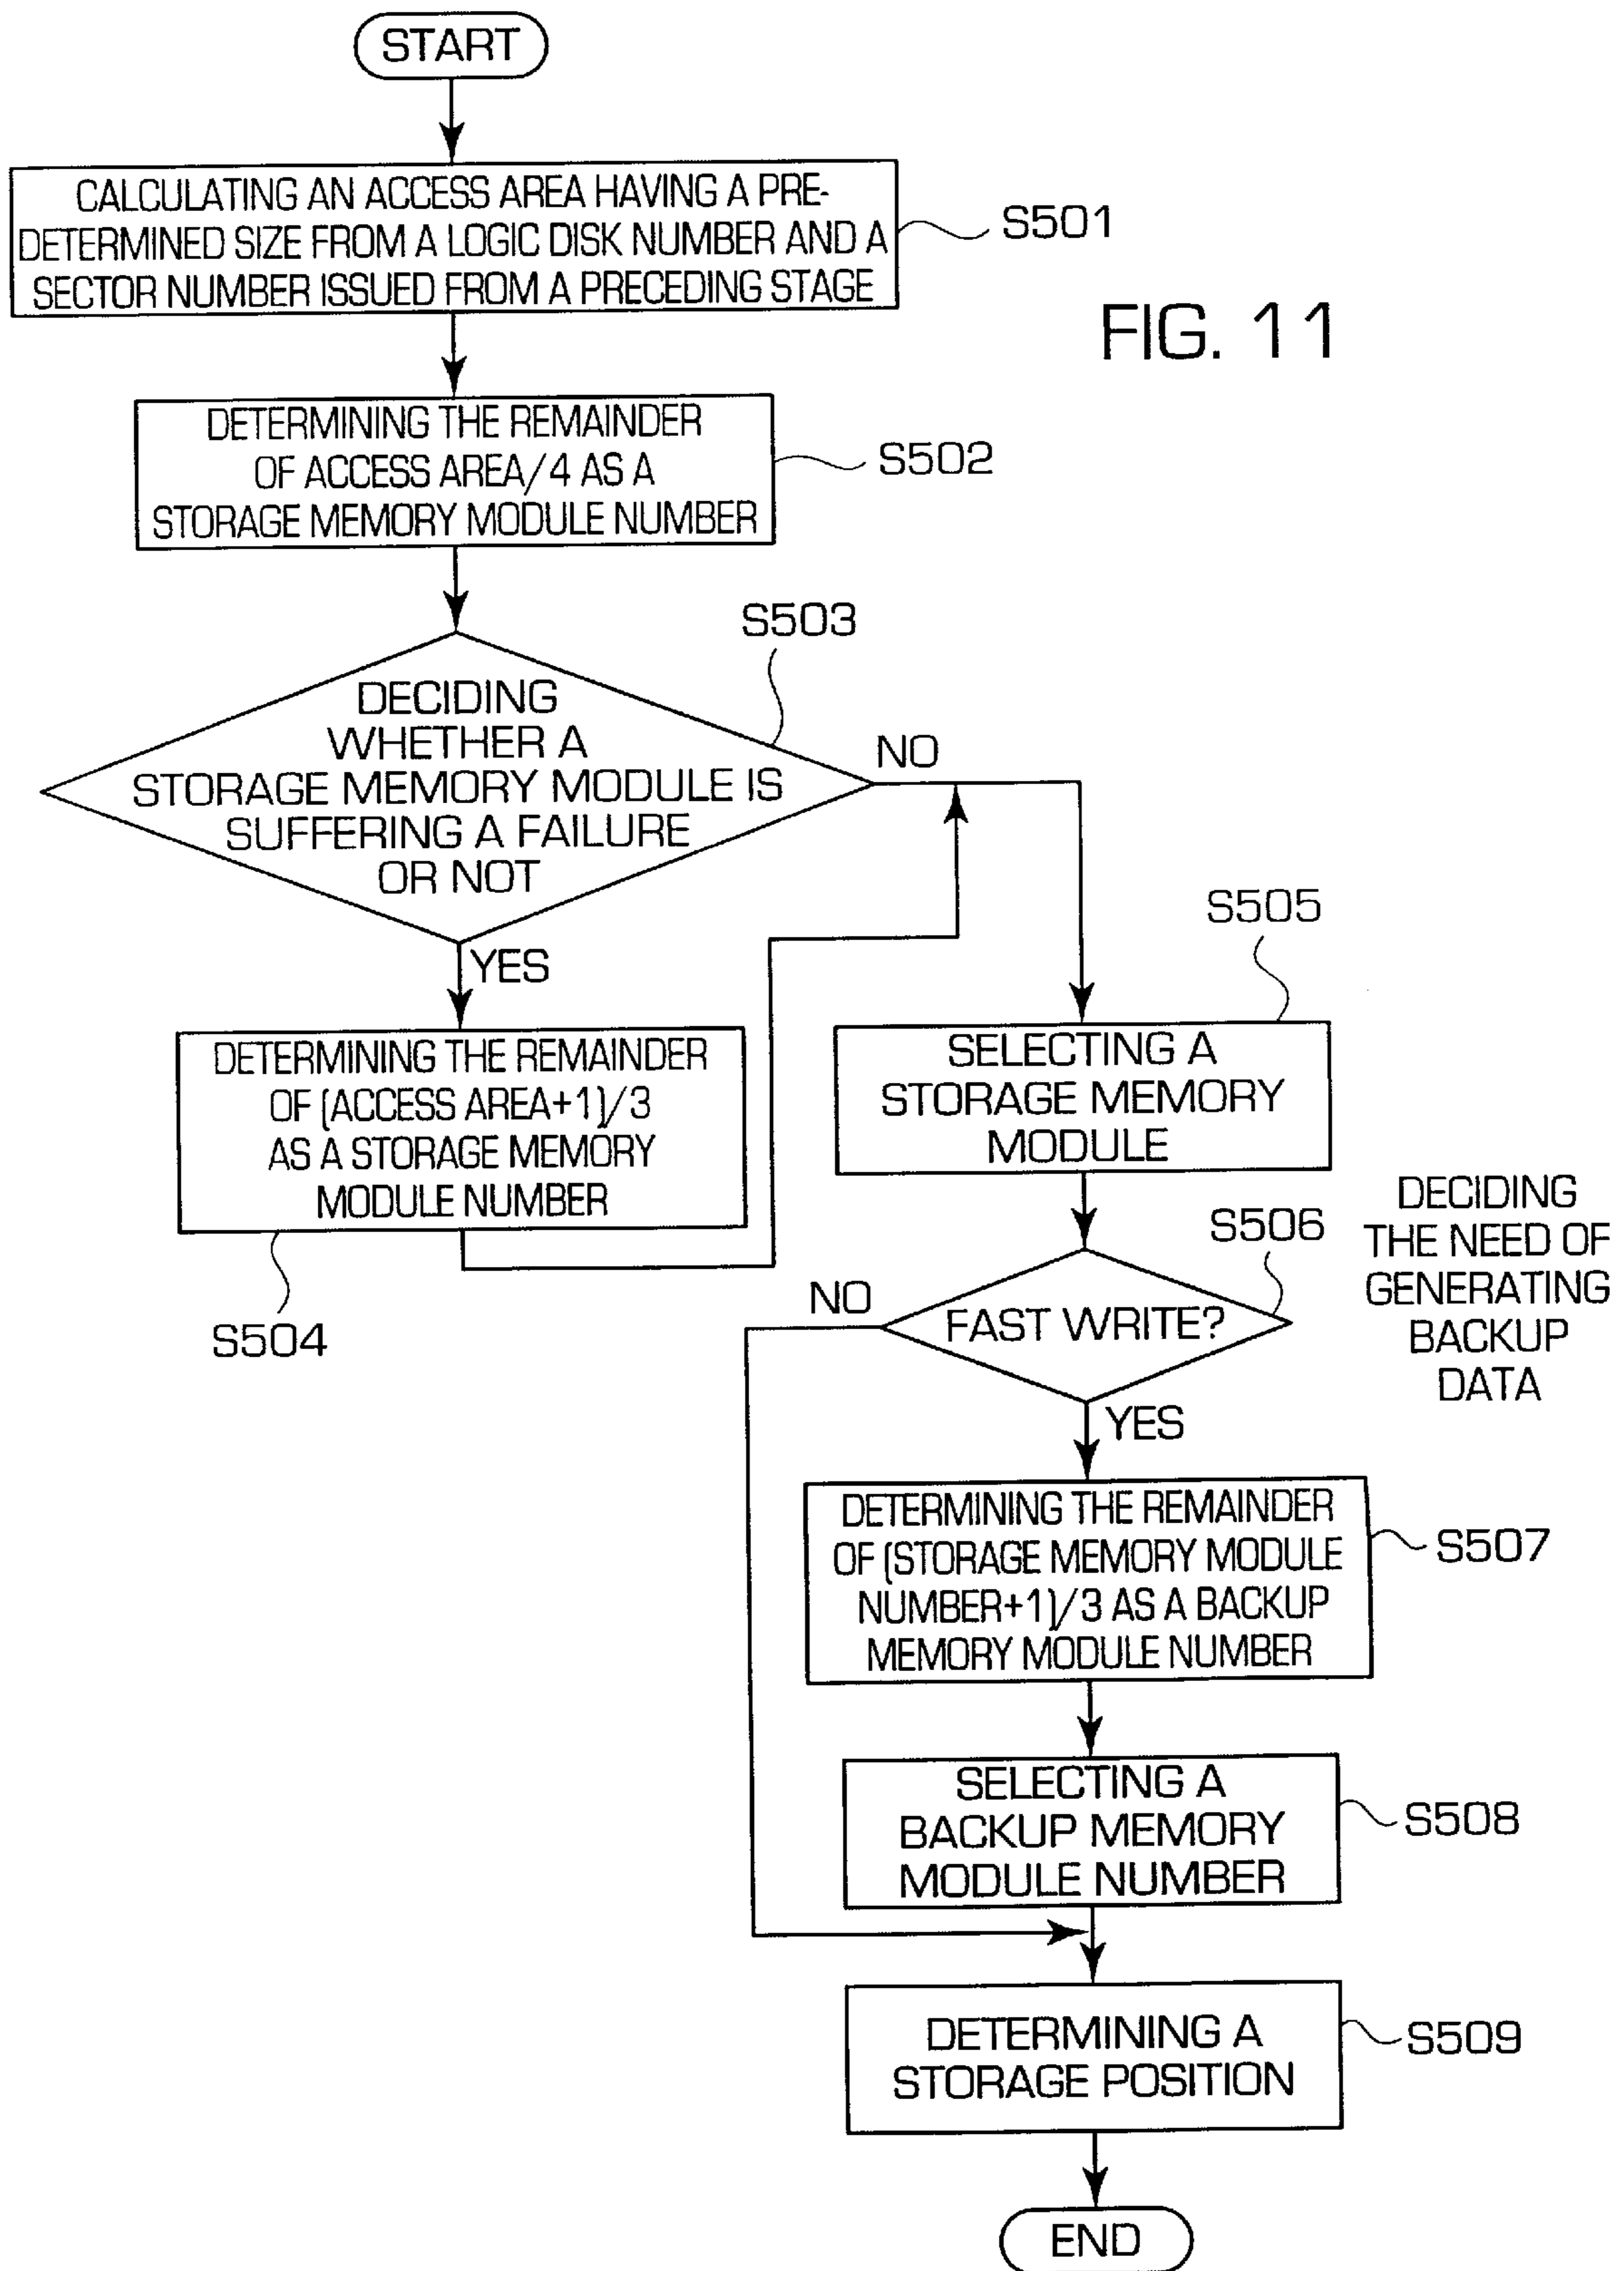 START
CALCULATING AN ACCESS AREA HAVING A PRE-
DETERMINED SIZE FROM A LOGIC DISK NUMBER AND A
SECTOR NUMBER ISSUED FROM A PRECEDING STAGE
S501
FIG. 11
DETERMINING THE REMAINDER
OF ACCESS AREA/4 AS A
STORAGE MEMORY MODULE NUMBER
S502
S503
DECIDING
WHETHER A
STORAGE MEMORY MODULE IS
SUFFERING A FAILURE
OR NOT
NO
YES
DETERMINING THE REMAINDER
OF (ACCESS AREA+1)/3
AS A STORAGE MEMORY
MODULE NUMBER
S504
S505
SELECTING A
STORAGE MEMORY
MODULE
S506
DECIDING
THE NEED OF
GENERATING
BACKUP
DATA
NO
FAST WRITE?
YES
DETERMINING THE REMAINDER
OF (STORAGE MEMORY MODULE
NUMBER+1)/3 AS A BACKUP
MEMORY MODULE NUMBER
S507
SELECTING A
BACKUP MEMORY
MODULE NUMBER
S508
DETERMINING A
STORAGE POSITION
S509
END